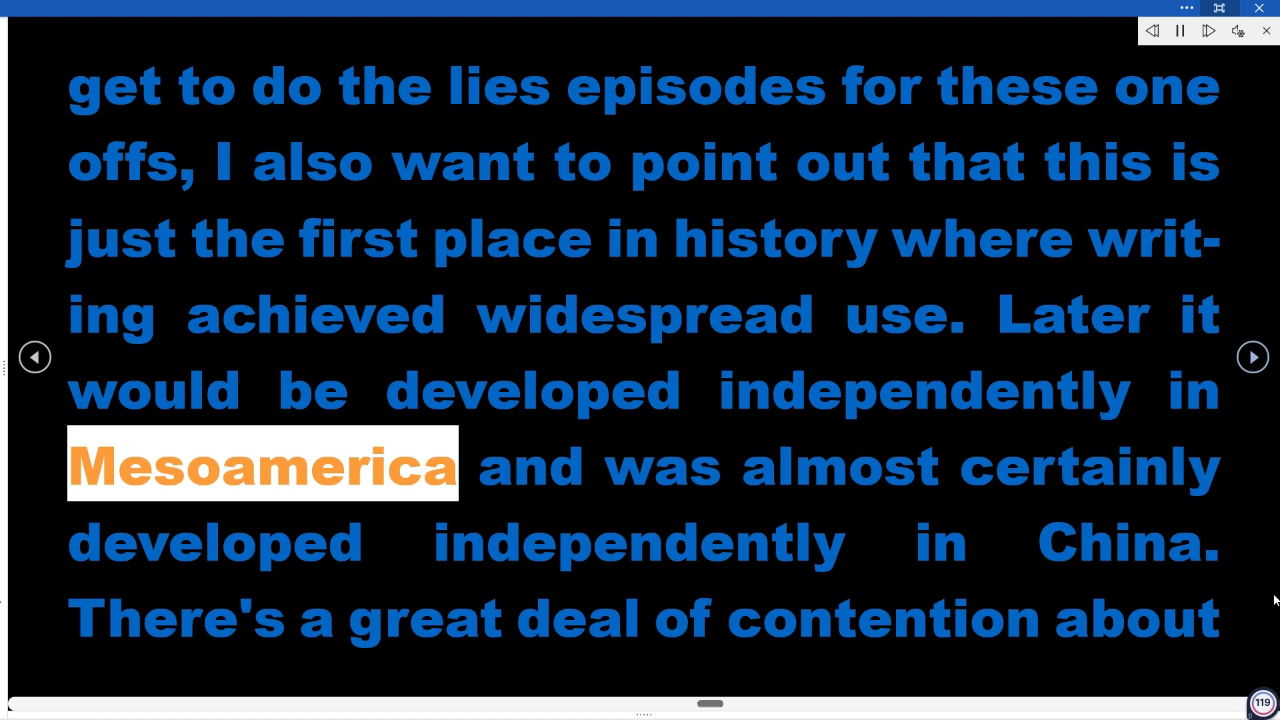 get to do the lies episodes for these one
offs, I also want to point out that this is
just the first place in history where writ-
ing achieved widespread use. Later it
would be developed independently in
Mesoamerica and was almost certainly
developed independently in China.
There's a great deal of contention about
119